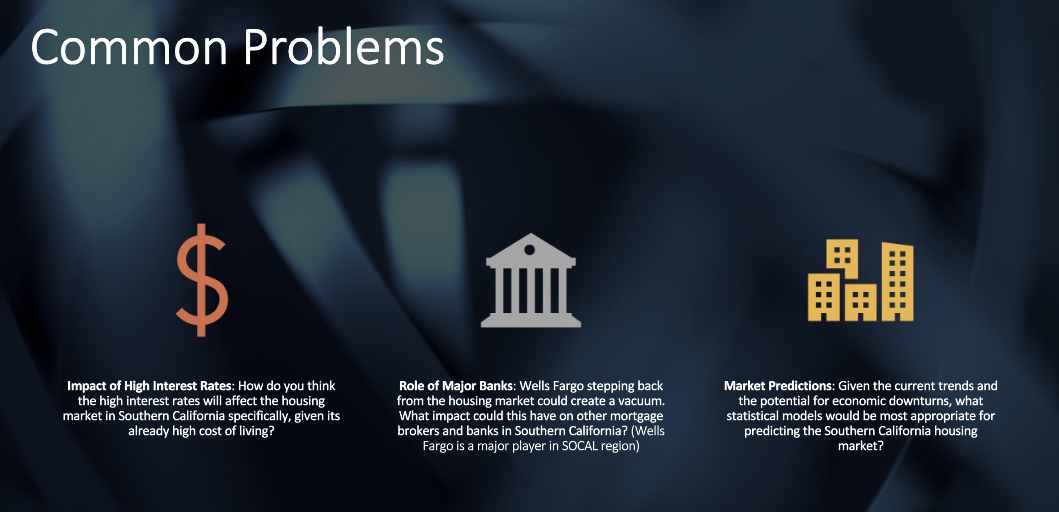 Common Problems
Impact of High Interest Rates: How do you think
the high interest rates will affect the housing
market in Southern California specifically, given its
already high cost of living?
Role of Major Banks: Wells Fargo stepping back
from the housing market could create a vacuum.
What impact could this have on other mortgage
brokers and banks in Southern California? (Wells
Fargo is a major player in SOCAL region)
Market Predictions: Given the current trends and
the potential for economic downturns, what
statistical models would be most appropriate for
predicting the Southern California housing
market?